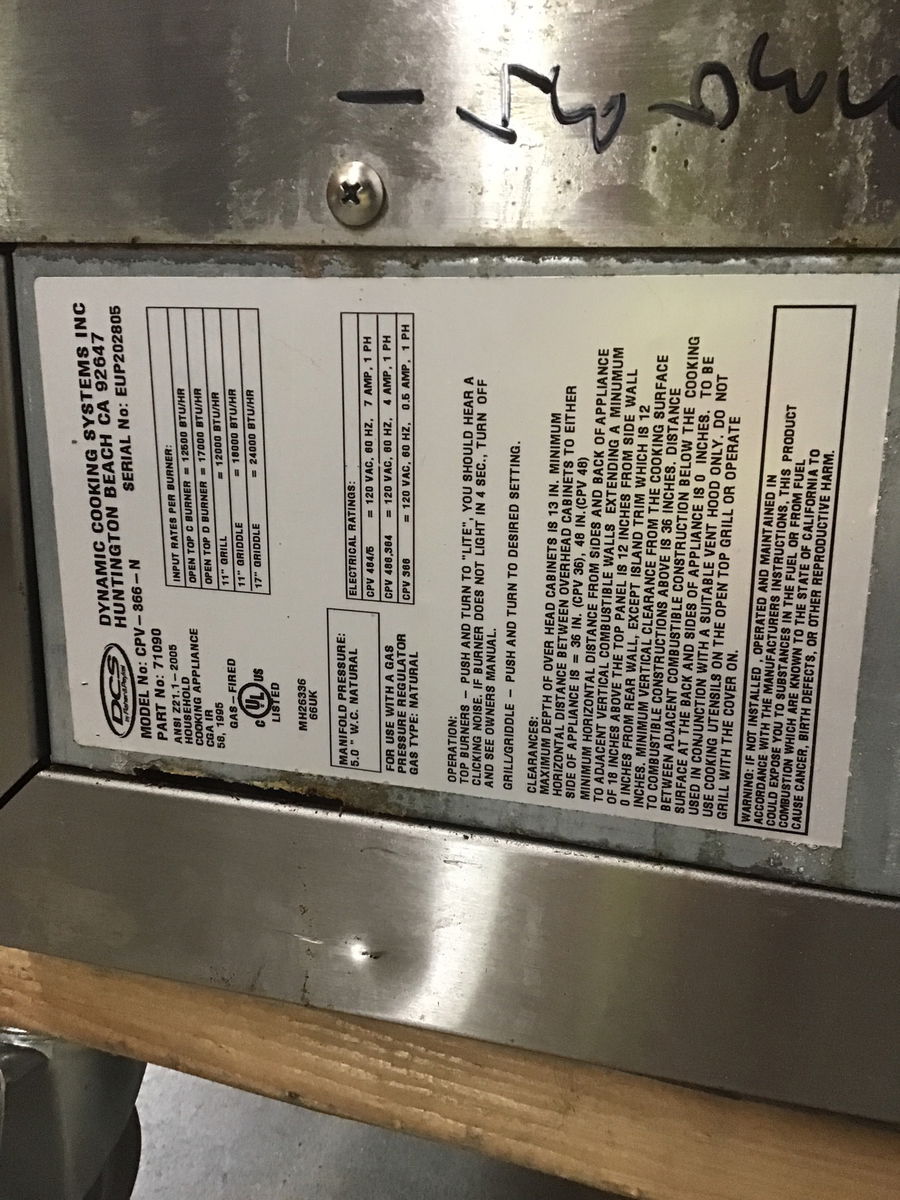 DYNAMIC COOKING SYSTEMS INC
HUNTINGTON BEACH CA 92647
SERIAL No: EUP202805
DCS
by Fisher&Paykel
MODEL No: CPV-366-N
PART No: 71090
ANSI Z21.1-2005
HOUSEHOLD
COOKING APPLIANCE
CGA IR
58, 1995
GAS-FIRED
C UL US
LISTED
MH26336
66UK
INPUT RATES PER BURNER:
OPEN TOP C BURNER = 12500 BTU/HR
OPEN TOP D BURNER = 17000 BTU/HR
11" GRILL = 12000 BTU/HR
11" GRIDDLE = 18000 BTU/HR
17" GRIDDLE = 24000 BTU/HR
MANIFOLD PRESSURE:
5.0 " W.C. NATURAL
FOR USE WITH A GAS
PRESSURE REGULATOR
GAS TYPE: NATURAL
ELECTRICAL RATINGS:
CPV 484/5 = 120 VAC, 60 HZ, 7 AMP, 1 PH
CPV 486,364 = 120 VAC, 60 HZ, 4 AMP, 1 PH
CPV 366 = 120 VAC, 60 HZ, 0.5 AMP, 1 PH
OPERATION:
TOP BURNERS - PUSH AND TURN TO "LITE", YOU SHOULD HEAR A
CLICKING NOISE. IF BURNER DOES NOT LIGHT IN 4 SEC., TURN OFF
AND SEE OWNERS MANUAL.
GRILL/GRIDDLE - PUSH AND TURN TO DESIRED SETTING.
CLEARANCES:
MAXIMUM DEPTH OF OVER HEAD CABINETS IS 13 IN. MINIMUM
HORIZONTAL DISTANCE BETWEEN OVERHEAD CABINETS TO EITHER
SIDE OF APPLIANCE IS = 36 IN. (CPV 36), 48 IN.(CPV 48)
MINIMUM HORIZONTAL DISTANCE FROM SIDES AND BACK OF APPLIANCE
TO ADJACENT VERTICAL COMBUSTIBLE WALLS EXTENDING A MINIMUM
OF 18 INCHES ABOVE THE TOP PANEL IS 12 INCHES FROM SIDE WALL
0 INCHES FROM REAR WALL, EXCEPT ISLAND TRIM WHICH IS 12
INCHES. MINIMUM VERTICAL CLEARANCE FROM THE COOKING SURFACE
TO COMBUSTIBLE CONSTRUCTIONS ABOVE IS 36 INCHES. DISTANCE
BETWEEN ADJACENT COMBUSTIBLE CONSTRUCTION BELOW THE COOKING
SURFACE AT THE BACK AND SIDES OF APPLIANCE IS 0 INCHES. TO BE
USED IN CONJUNCTION WITH A SUITABLE VENT HOOD ONLY. DO NOT
USE COOKING UTENSILS ON THE OPEN TOP GRILL OR OPERATE
GRILL WITH THE COVER ON.
WARNING: IF NOT INSTALLED, OPERATED AND MAINTAINED IN
ACCORDANCE WITH THE MANUFACTURERS INSTRUCTIONS, THIS PRODUCT
COULD EXPOSE YOU TO SUBSTANCES IN THE FUEL OR FROM FUEL
COMBUSTION WHICH ARE KNOWN TO THE STATE OF CALIFORNIA TO
CAUSE CANCER, BIRTH DEFECTS, OR OTHER REPRODUCTIVE HARM.